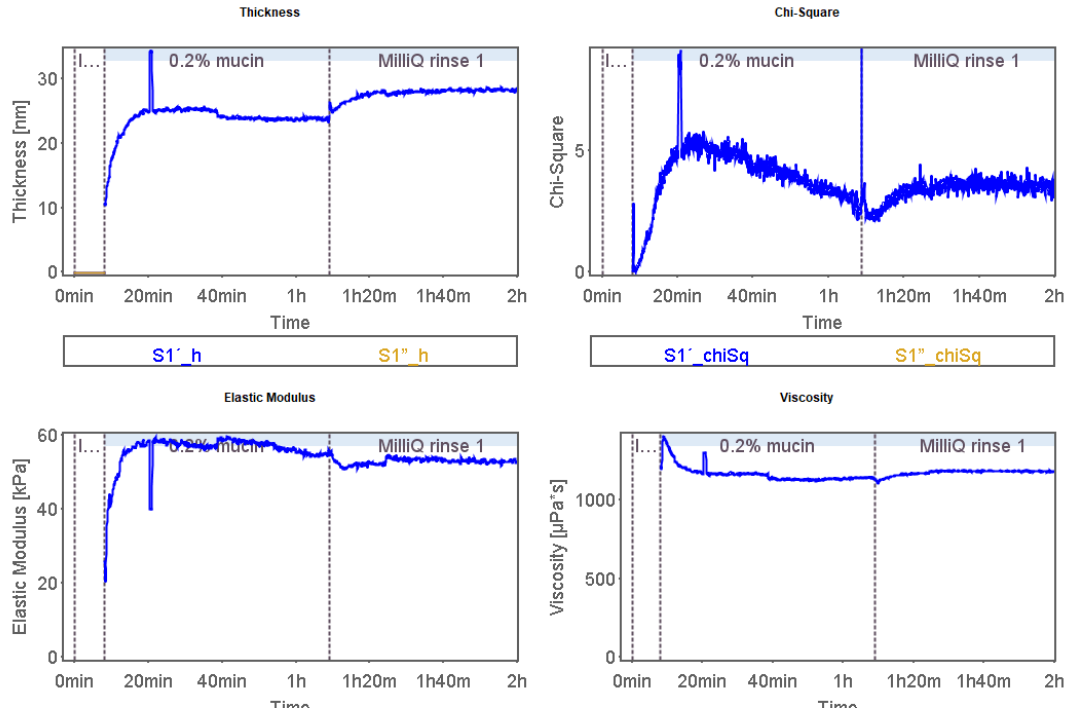 Thickness
I... 0.2% mucin MilliQ rinse 1
Thickness [nm]
30
20
10
0
0min 20min 40min 1h 1h20m 1h40m 2h
Time
S1´_h S1”_h
Chi-Square
I... 0.2% mucin MilliQ rinse 1
Chi-Square
5
0
0min 20min 40min 1h 1h20m 1h40m 2h
Time
S1´_chiSq S1”_chiSq
Elastic Modulus
I... 0.2% mucin MilliQ rinse 1
Elastic Modulus [kPa]
60
40
20
0
0min 20min 40min 1h 1h20m 1h40m 2h
Time
Viscosity
I... 0.2% mucin MilliQ rinse 1
Viscosity [µPa*s]
1000
500
0
0min 20min 40min 1h 1h20m 1h40m 2h
Time